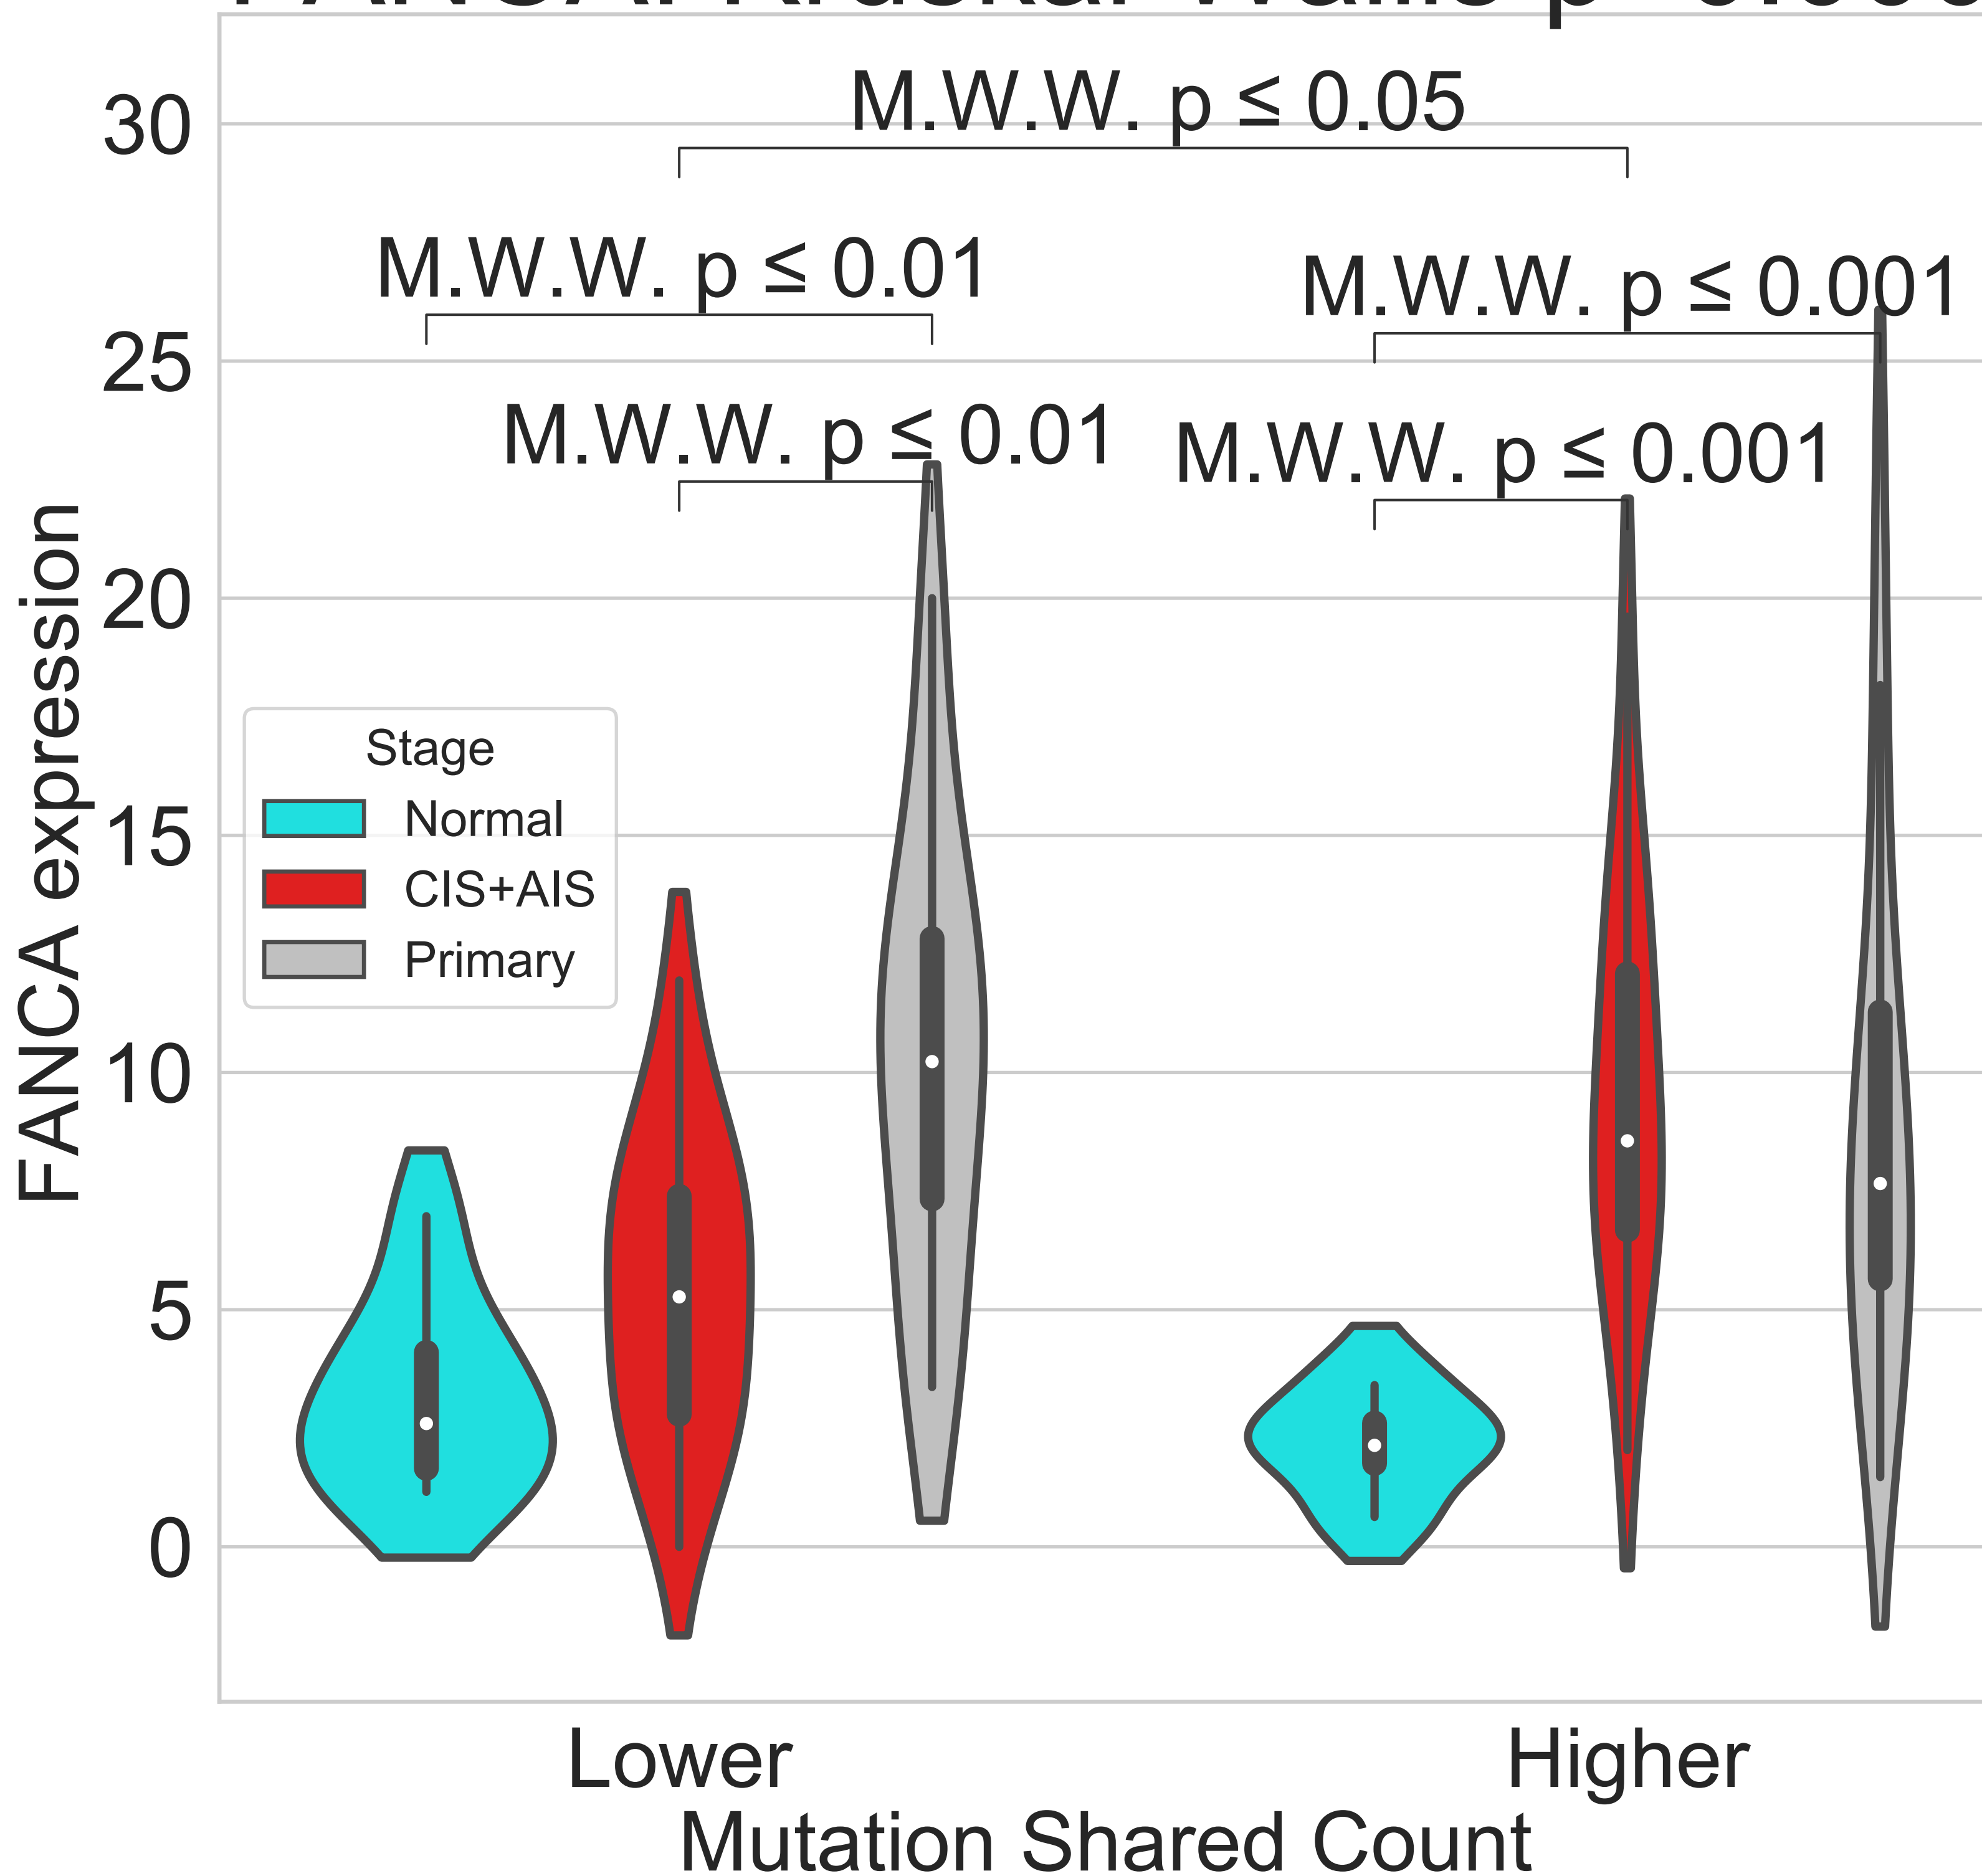 30
M.W.W. p ≤ 0.05
M.W.W. p ≤ 0.01
M.W.W. p ≤ 0.001
25
M.W.W. p ≤ 0.01
M.W.W. p ≤ 0.001
20
FANCA expression
Stage
Normal
CIS+AIS
Primary
15
10
5
0
Lower
Higher
Mutation Shared Count